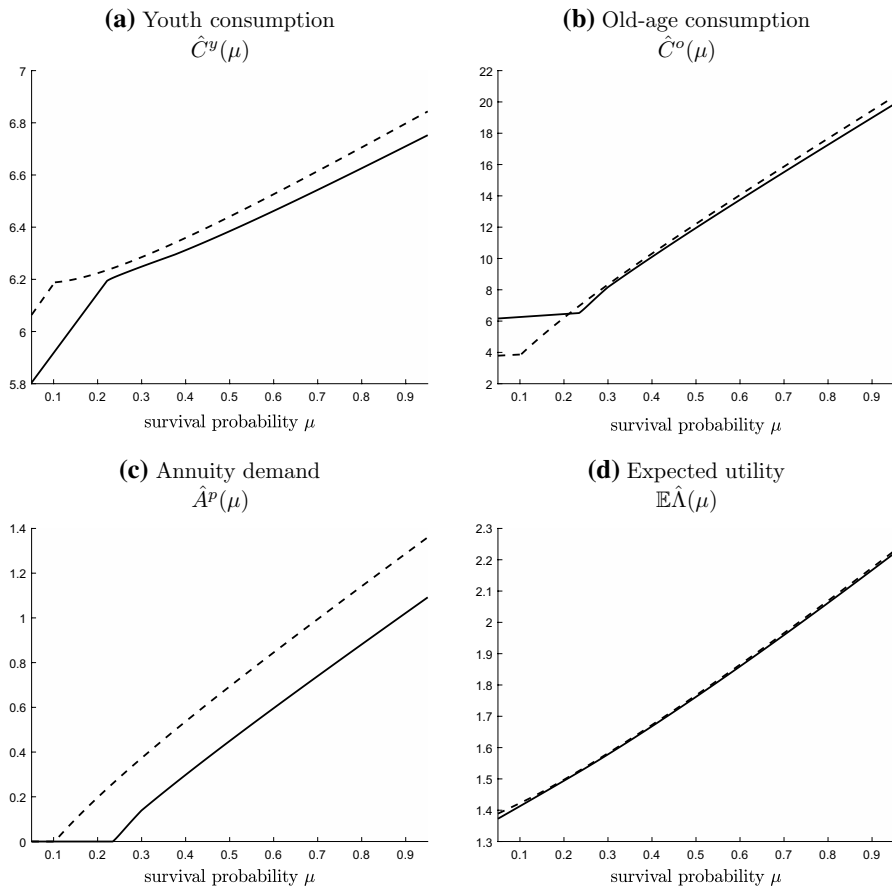 (a) Youth consumption
Ĉʸ(μ)
7
6.8
6.6
6.4
6.2
6
5.8
0.1 0.2 0.3 0.4 0.5 0.6 0.7 0.8 0.9
survival probability μ
(b) Old-age consumption
Ĉᵒ(μ)
22
20
18
16
14
12
10
8
6
4
2
0.1 0.2 0.3 0.4 0.5 0.6 0.7 0.8 0.9
survival probability μ
(c) Annuity demand
Âᵖ(μ)
1.4
1.2
1
0.8
0.6
0.4
0.2
0
0.1 0.2 0.3 0.4 0.5 0.6 0.7 0.8 0.9
survival probability μ
(d) Expected utility
𝔼Λ̂(μ)
2.3
2.2
2.1
2
1.9
1.8
1.7
1.6
1.5
1.4
1.3
0.1 0.2 0.3 0.4 0.5 0.6 0.7 0.8 0.9
survival probability μ